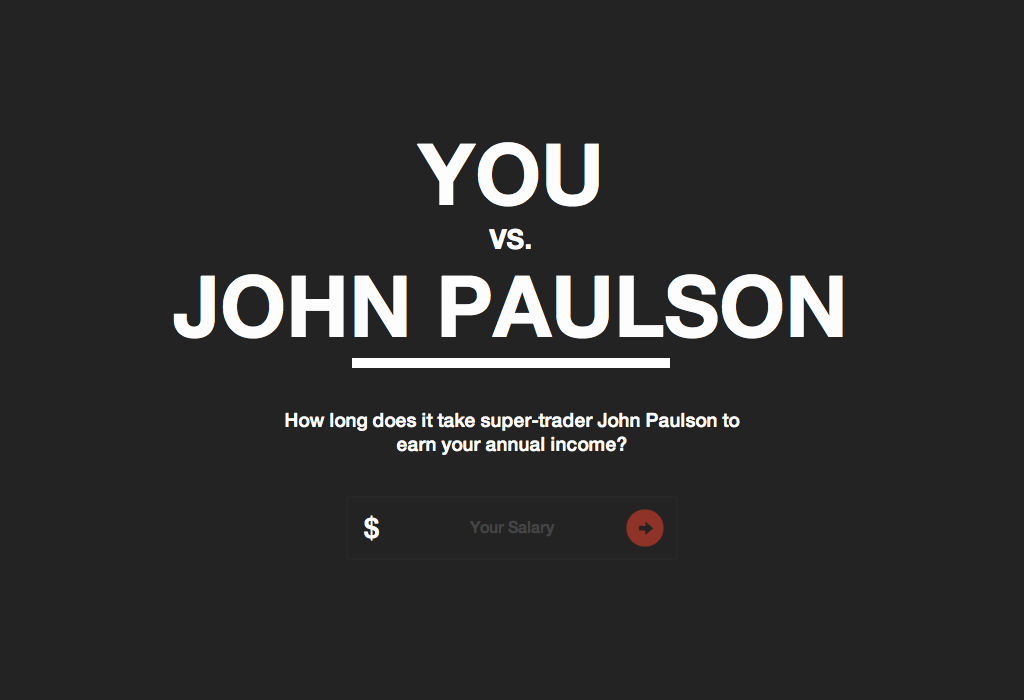 YOU
vs.
JOHN PAULSON
How long does it take super-trader John Paulson to
earn your annual income?
$ Your Salary